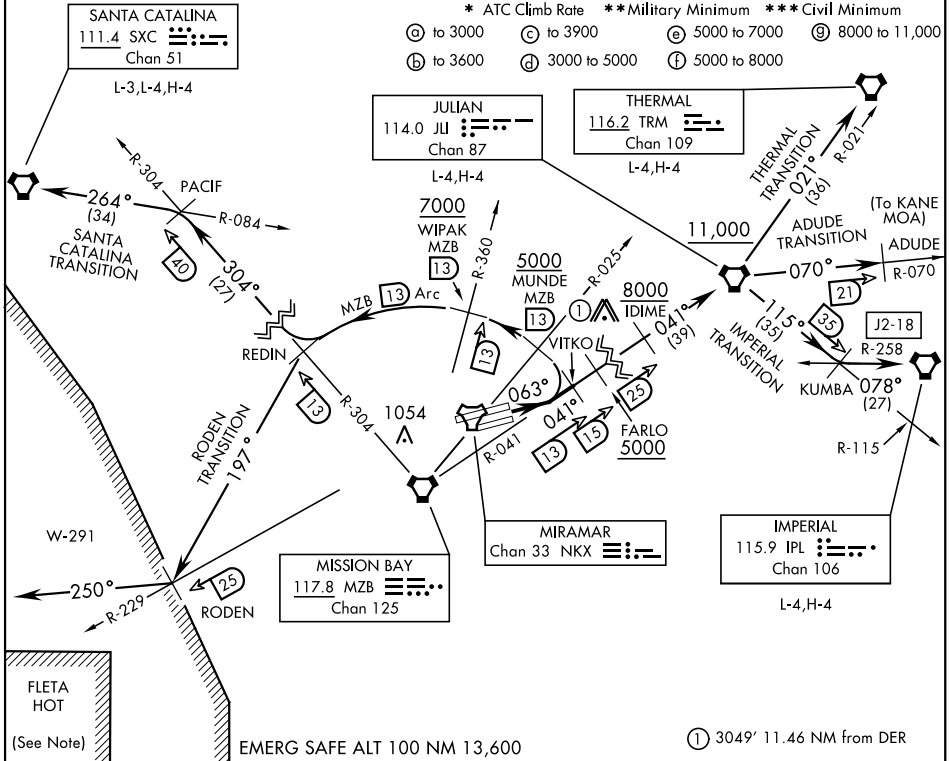 * ATC Climb Rate ** Military Minimum *** Civil Minimum
ⓐ to 3000 ⓒ to 3900 ⓔ 5000 to 7000 ⓖ 8000 to 11,000
ⓑ to 3600 ⓓ 3000 to 5000 ⓕ 5000 to 8000
SANTA CATALINA
111.4 SXC
Chan 51
L-3,L-4,H-4
JULIAN
114.0 JLI
Chan 87
L-4,H-4
THERMAL
116.2 TRM
Chan 109
L-4,H-4
R-304
PACIF
264°
(34)
R-084
SANTA
CATALINA
TRANSITION
40
304°
(27)
7000
WIPAK
MZB
13
R-360
5000
MUNDE
MZB
13
R-025
THERMAL
TRANSITION
021°
(36)
R-021
11,000
ADUDE
TRANSITION
(To KANE
MOA)
ADUDE
070°
R-070
21
MZB 13 Arc
13
①
8000
IDIME
041°
(39)
115°
(35)
35
J2-18
R-258
IMPERIAL
TRANSITION
KUMBA
078°
(27)
R-115
REDIN
13
R-304
VITKO
063°
041°
25
R-041
13
15
FARLO
5000
1054
RODEN
TRANSITION
197°
MIRAMAR
Chan 33 NKX
IMPERIAL
115.9 IPL
Chan 106
L-4,H-4
W-291
MISSION BAY
117.8 MZB
Chan 125
250°
R-229
25
RODEN
FLETA
HOT
(See Note)
EMERG SAFE ALT 100 NM 13,600
① 3049' 11.46 NM from DER